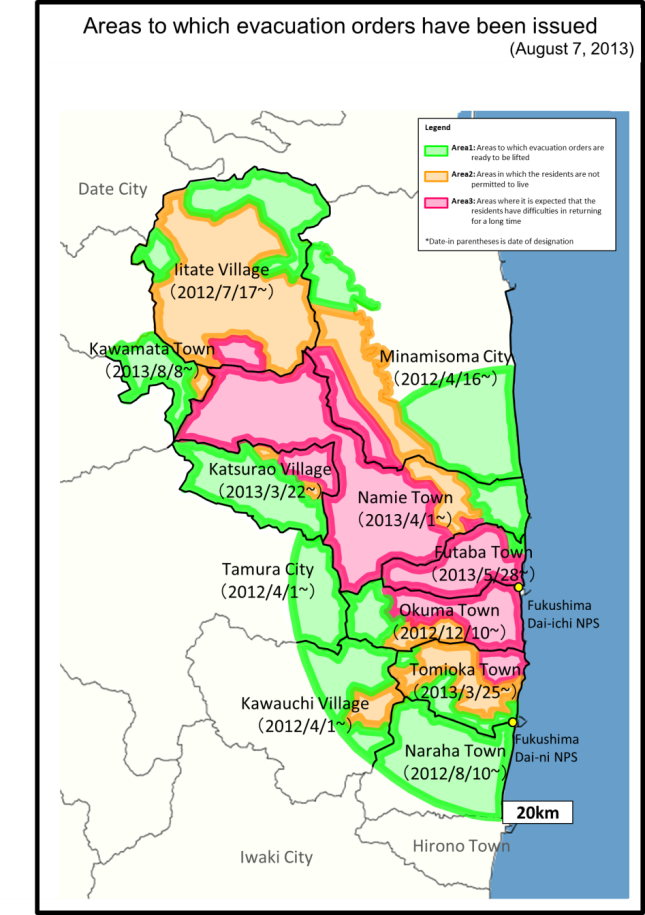 Areas to which evacuation orders have been issued
(August 7, 2013)
Legend
Area1: Areas to which evacuation orders are
ready to be lifted
Area2: Areas in which the residents are not
permitted to live
Area3: Areas where it is expected that the
residents have difficulties in returning
for a long time
*Date-in parentheses is date of designation
Date City
Iitate Village
（2012/7/17~）
Kawamata Town
（2013/8/8~）
Minamisoma City
（2012/4/16~）
Katsurao Village
（2013/3/22~）
Namie Town
（2013/4/1~）
Futaba Town
（2013/5/28~）
Tamura City
（2012/4/1~）
Okuma Town
（2012/12/10~）
Fukushima
Dai-ichi NPS
Tomioka Town
（2013/3/25~）
Kawauchi Village
（2012/4/1~）
Fukushima
Dai-ni NPS
Naraha Town
（2012/8/10~）
20km
Hirono Town
Iwaki City